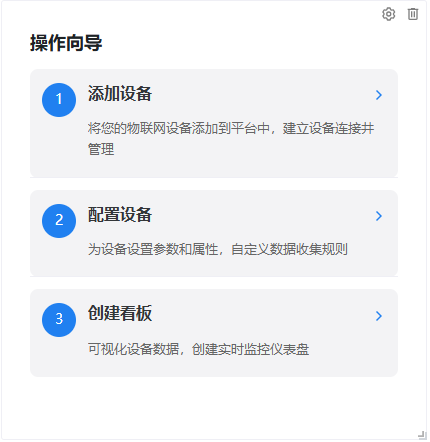 操作向导
1
添加设备
将您的物联网设备添加到平台中，建立设备连接并
管理
2
配置设备
为设备设置参数和属性，自定义数据收集规则
3
创建看板
可视化设备数据，创建实时监控仪表盘